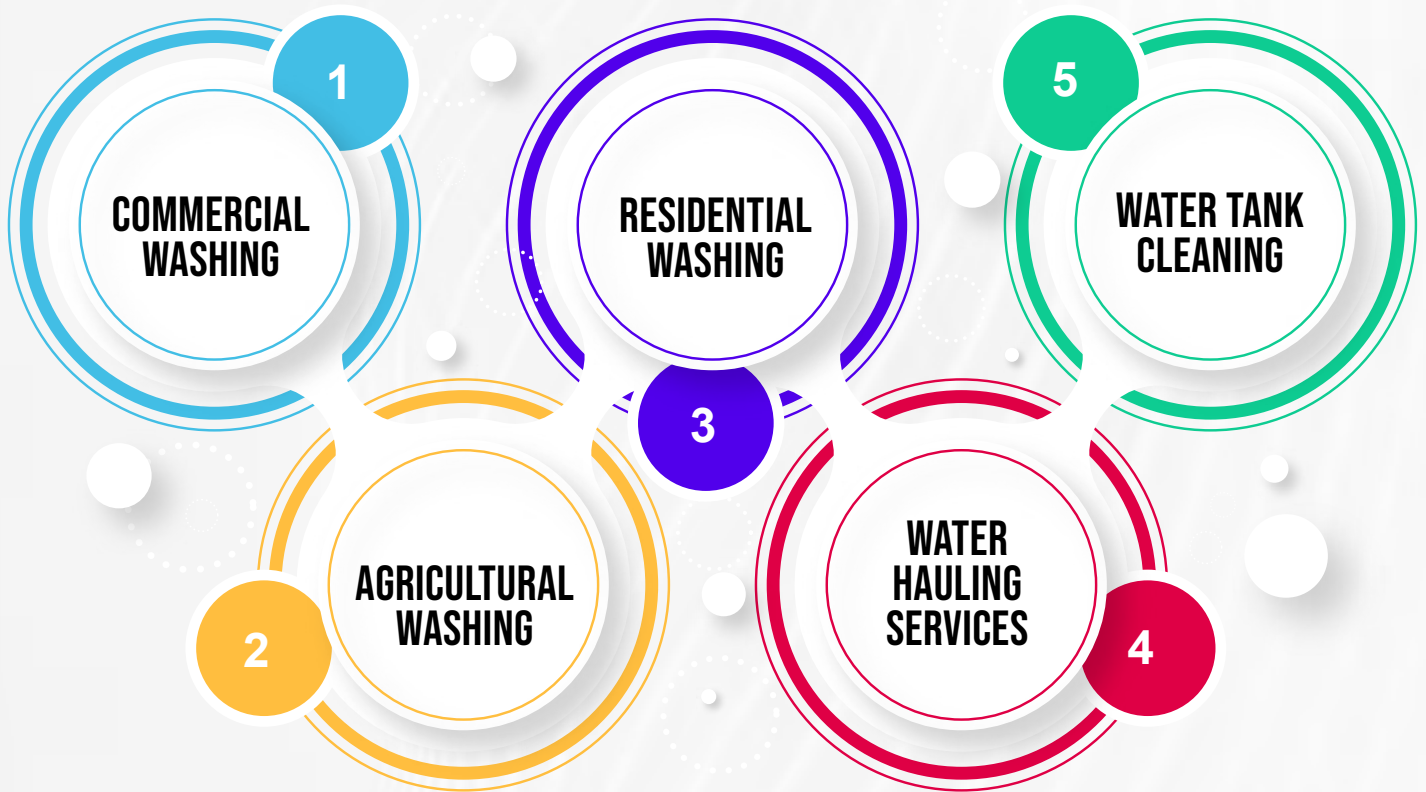 1
COMMERCIAL
WASHING
2
AGRICULTURAL
WASHING
3
RESIDENTIAL
WASHING
4
WATER
HAULING
SERVICES
5
WATER TANK
CLEANING